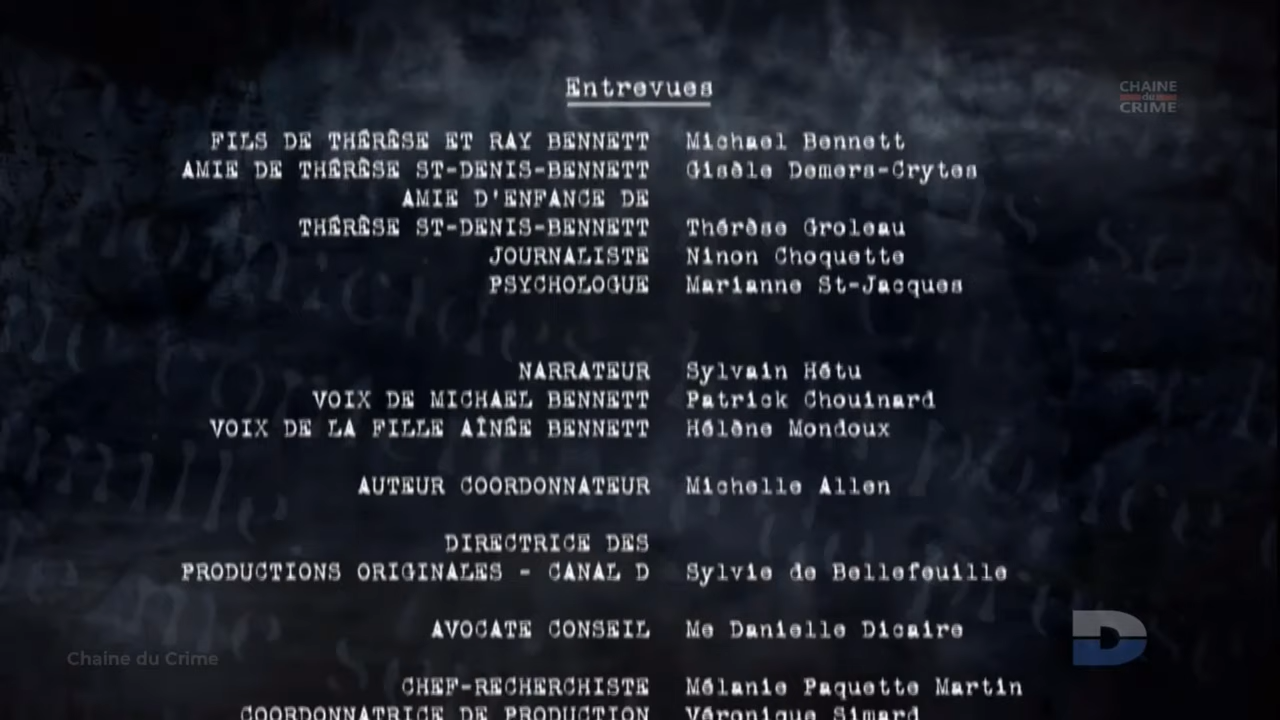 Entrevues
CHAINE
du
CRIME
FILS DE THÉRÈSE ET RAY BENNETT Michael Bennett
AMIE DE THÉRÈSE ST-DENIS-BENNETT Gisèle Demers-Crytes
AMIE D'ENFANCE DE
THÉRÈSE ST-DENIS-BENNETT Thérèse Groleau
JOURNALISTE Ninon Choquette
PSYCHOLOGUE Marianne St-Jacques
NARRATEUR Sylvain Hétu
VOIX DE MICHAEL BENNETT Patrick Chouinard
VOIX DE LA FILLE AÎNÉE BENNETT Hélène Mondoux
AUTEUR COORDONNATEUR Michelle Allen
DIRECTRICE DES
PRODUCTIONS ORIGINALES - CANAL D Sylvie de Bellefeuille
AVOCATE CONSEIL Me Danielle Dicaire
D
Chaine du Crime
CHEF-RECHERCHISTE Mélanie Paquette Martin
COORDONNATRICE DE PRODUCTION Véronique Simard